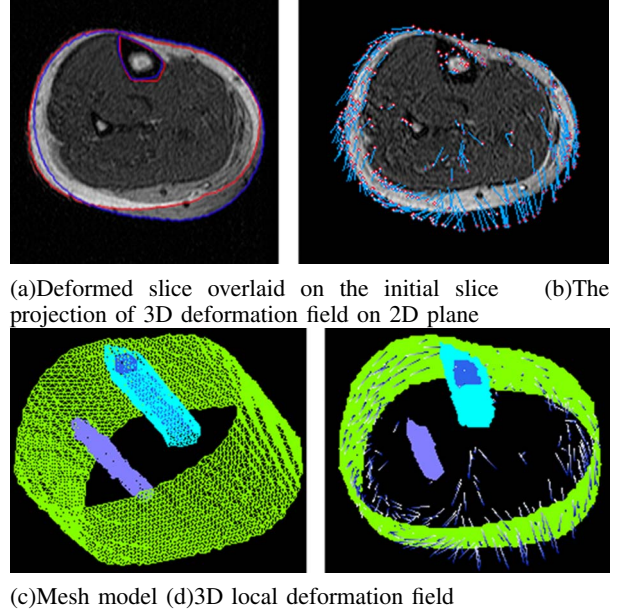 (a)Deformed slice overlaid on the initial slice (b)The
projection of 3D deformation field on 2D plane
(c)Mesh model (d)3D local deformation field